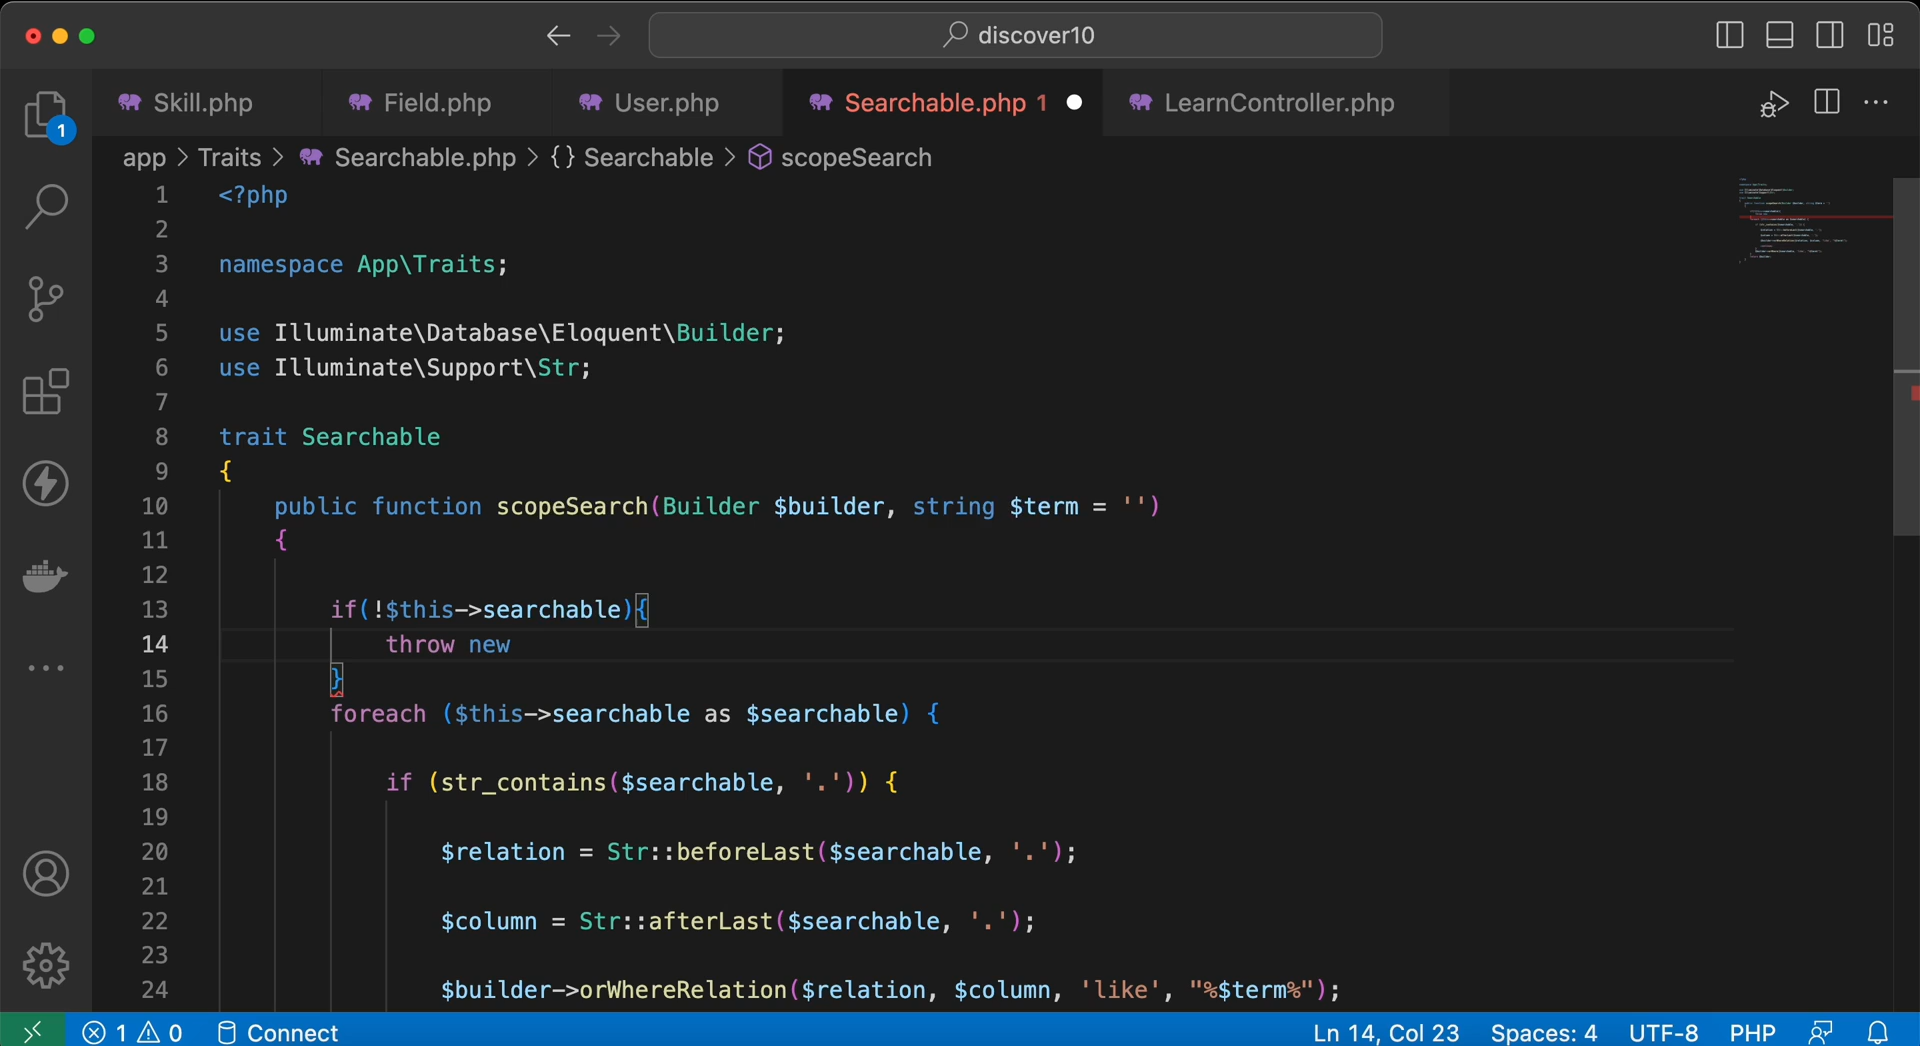 discover10
Skill.php
Field.php
User.php
Searchable.php 1
LearnController.php
1
app > Traits > Searchable.php > {} Searchable > scopeSearch
1 <?php
2
3 namespace App\Traits;
4
5 use Illuminate\Database\Eloquent\Builder;
6 use Illuminate\Support\Str;
7
8 trait Searchable
9 {
10 public function scopeSearch(Builder $builder, string $term = '')
11 {
12
13 if(!$this->searchable){
14 throw new
15 }
16 foreach ($this->searchable as $searchable) {
17
18 if (str_contains($searchable, '.')) {
19
20 $relation = Str::beforeLast($searchable, '.');
21
22 $column = Str::afterLast($searchable, '.');
23
24 $builder->orWhereRelation($relation, $column, 'like', "%$term%");
1 0 Connect
Ln 14, Col 23 Spaces: 4 UTF-8 PHP